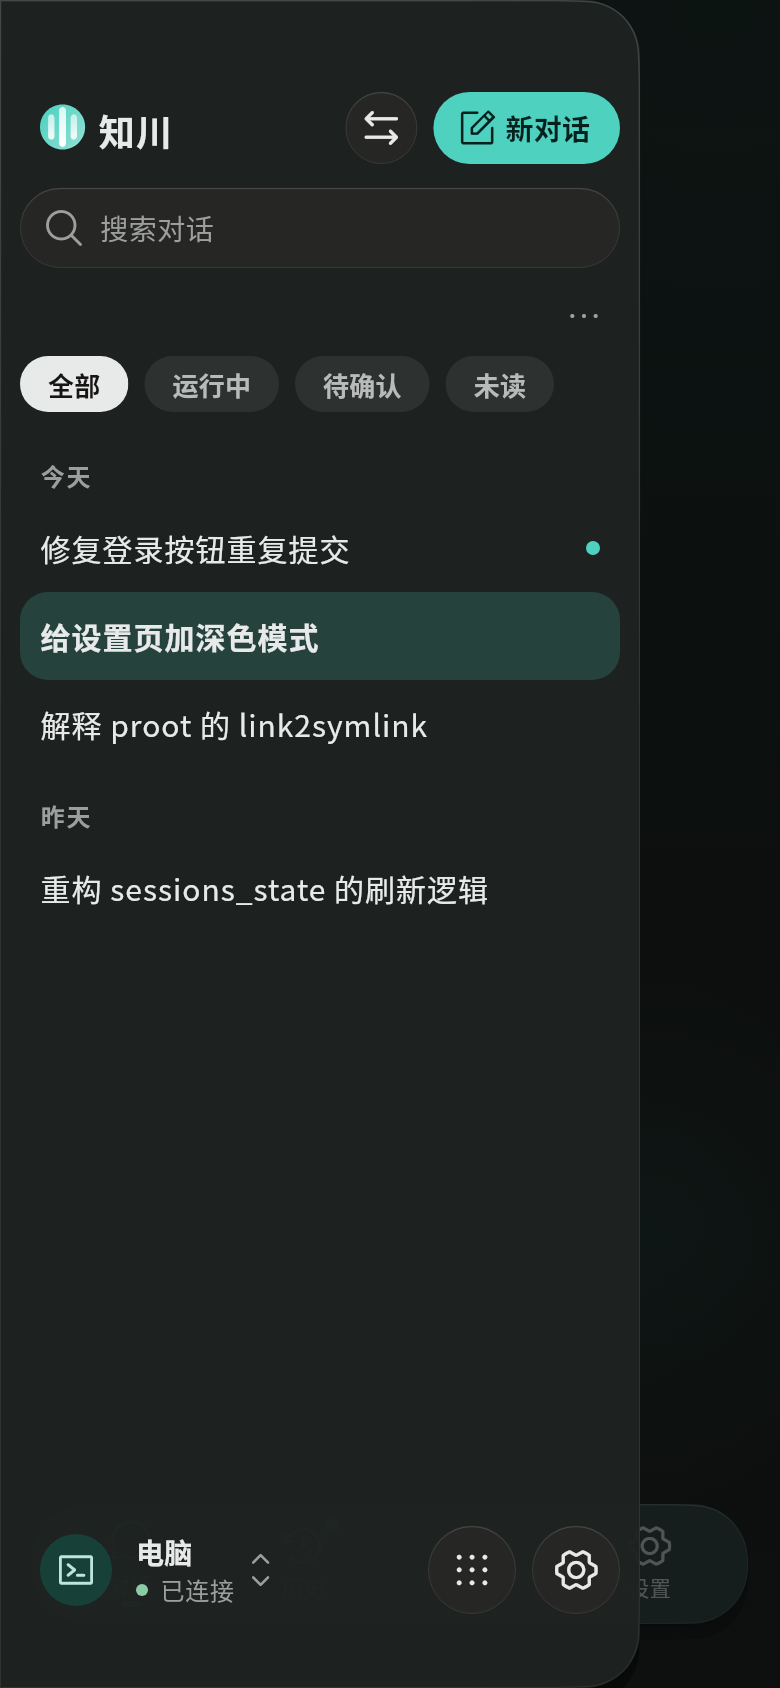 知川
新对话
搜索对话
...
全部 运行中 待确认 未读
今天
修复登录按钮重复提交
给设置页加深色模式
解释 proot 的 link2symlink
昨天
重构 sessions_state 的刷新逻辑
电脑
已连接
设置